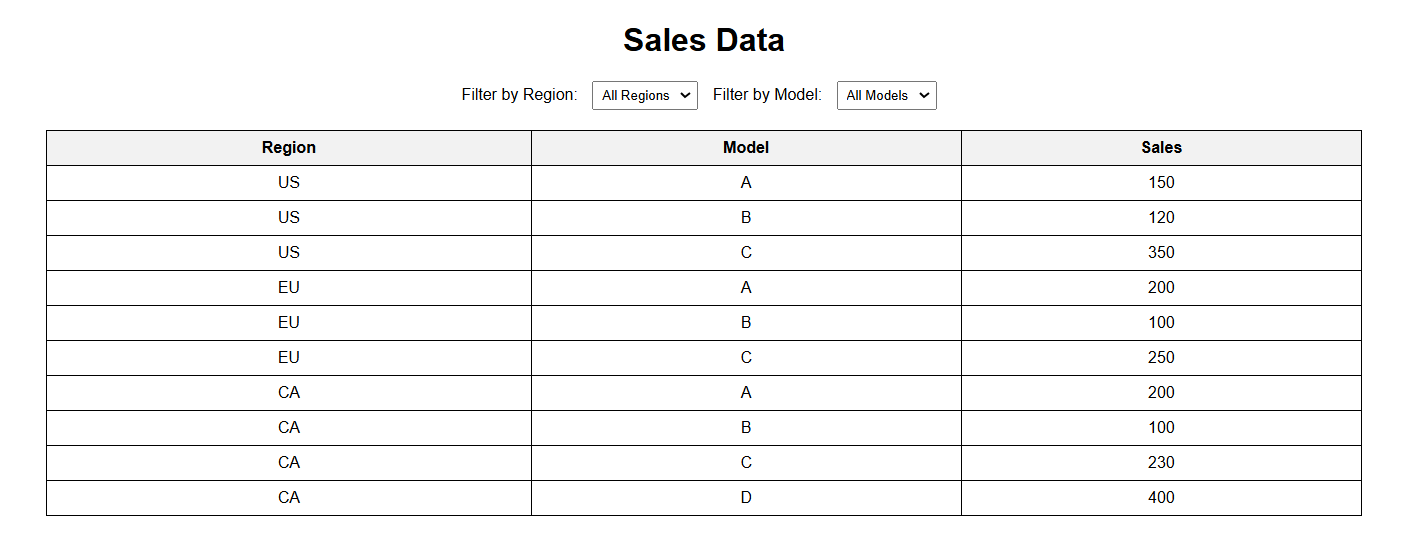 Sales Data
Filter by Region: All Regions Filter by Model: All Models
Region Model Sales
US A 150
US B 120
US C 350
EU A 200
EU B 100
EU C 250
CA A 200
CA B 100
CA C 230
CA D 400